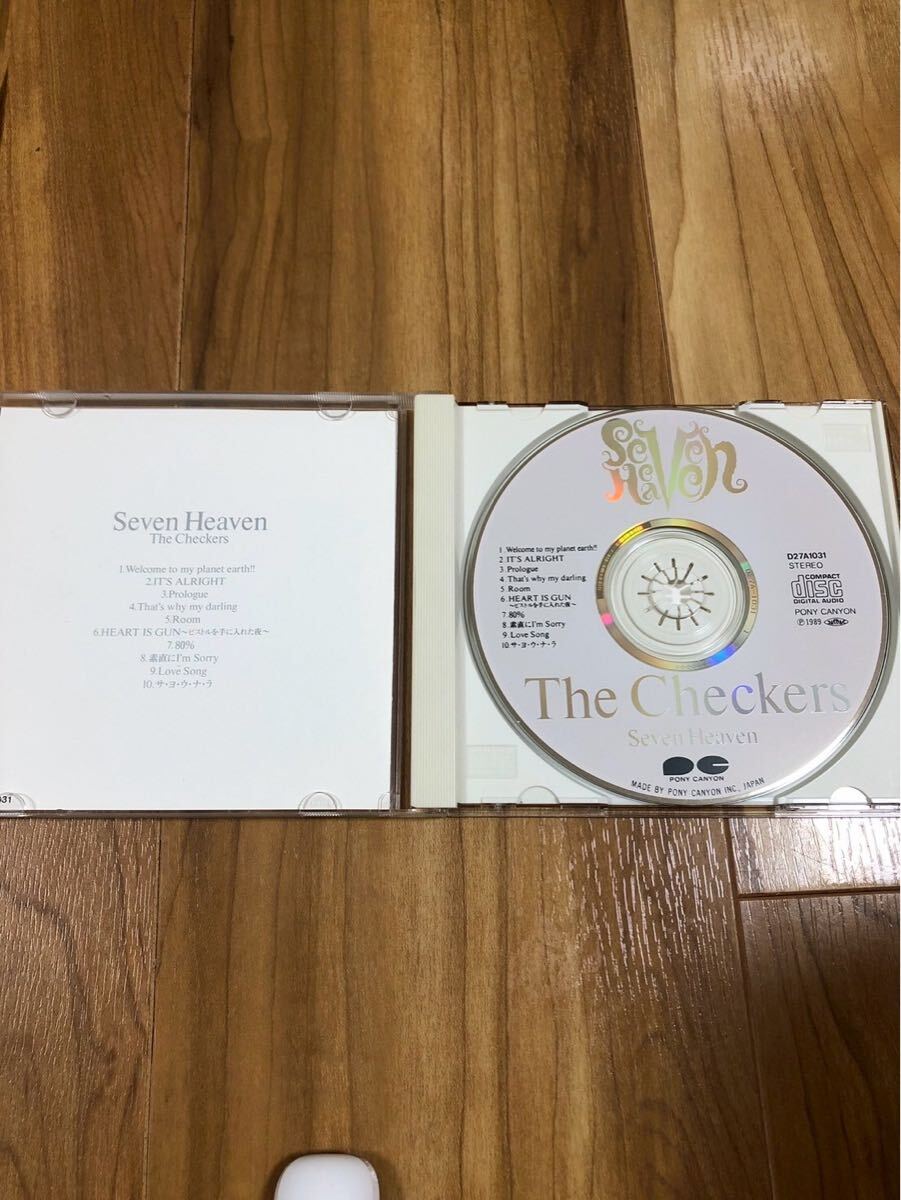 Seven Heaven
The Checkers
1.Welcome to my planet earth!!
2.IT'S ALRIGHT
3.Prologue
4.That's why my darling
5.Room
6.HEART IS GUN〜ピストルを手に入れた夜〜
7.80%
8.素直にI'm Sorry
9.Love Song
10.サ・ヨ・ウ・ナ・ラ
031
Seven
Heaven
1 Welcome to my planet earth!!
2 IT'S ALRIGHT
3. Prologue
4. That's why my darling
5. Room
6. HEART IS GUN
〜ピストルを手に入れた夜〜
7. 80%
8. 素直にI'm Sorry
9. Love Song
10. サ・ヨ・ウ・ナ・ラ
D27A1031
STEREO
COMPACT
disc
DIGITAL AUDIO
PONY CANYON
Ⓟ 1989
The Checkers
Seven Heaven
PC
PONY CANYON
MADE BY PONY CANYON INC., JAPAN